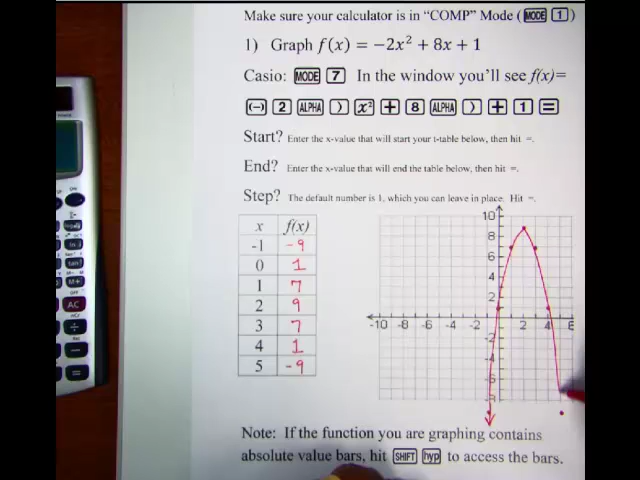 Make sure your calculator is in “COMP” Mode (MODE 1)
1) Graph f(x) = −2x² + 8x + 1
Casio: MODE 7 In the window you’ll see f(x)=
(−) 2 ALPHA ) x² + 8 ALPHA ) + 1 =
Start? Enter the x-value that will start your t-table below, then hit =.
End? Enter the x-value that will end the table below, then hit =.
Step? The default number is 1, which you can leave in place. Hit =.
x f(x)
-1 -9
0 1
1 7
2 9
3 7
4 1
5 -9
10
8
6
4
2
-10 -8 -6 -4 -2 2 4 6
-2
-4
-6
-8
Note: If the function you are graphing contains
absolute value bars, hit SHIFT hyp to access the bars.
AC
M+
tan
ln
÷
−
=